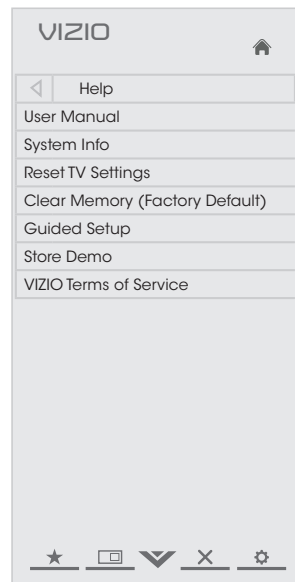 VIZIO
Help
User Manual
System Info
Reset TV Settings
Clear Memory (Factory Default)
Guided Setup
Store Demo
VIZIO Terms of Service